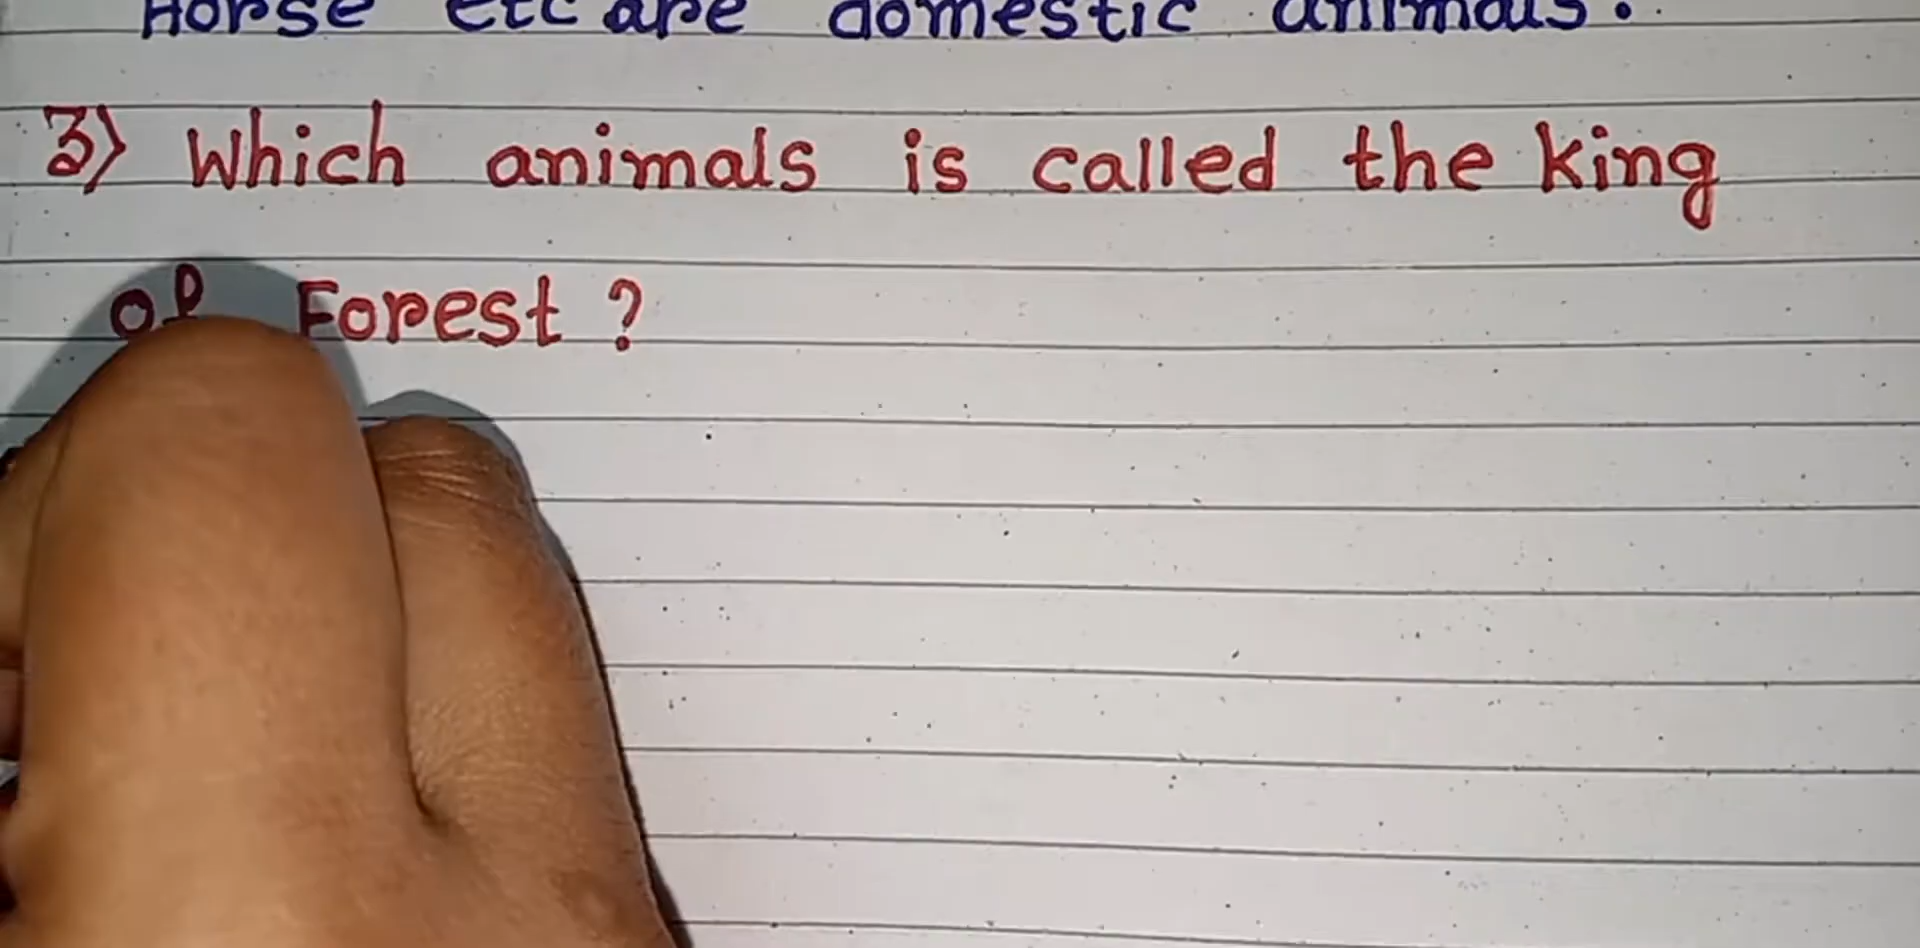 Horse etc are domestic animals.
3) Which animals is called the king
of Forest ?